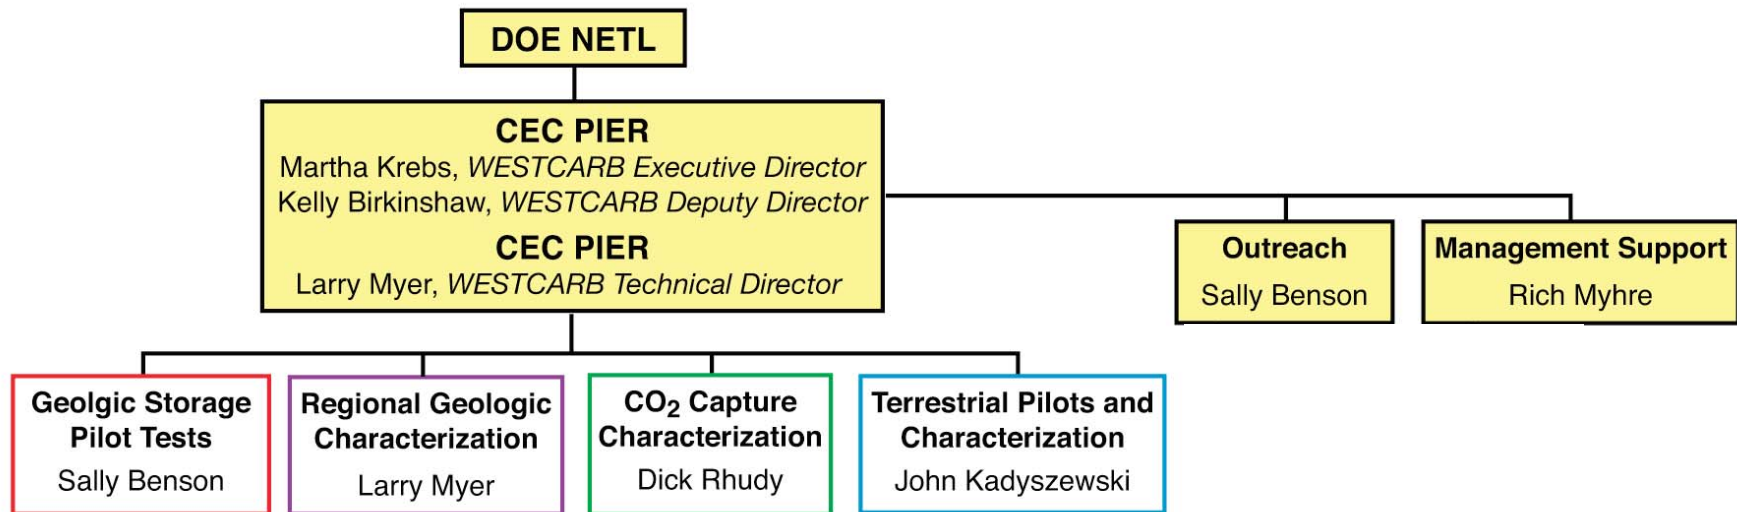 DOE NETL
CEC PIER
Martha Krebs, WESTCARB Executive Director
Kelly Birkinshaw, WESTCARB Deputy Director
CEC PIER
Larry Myer, WESTCARB Technical Director
Outreach
Sally Benson
Management Support
Rich Myhre
Geolgic Storage
Pilot Tests
Sally Benson
Regional Geologic
Characterization
Larry Myer
CO2 Capture
Characterization
Dick Rhudy
Terrestrial Pilots and
Characterization
John Kadyszewski